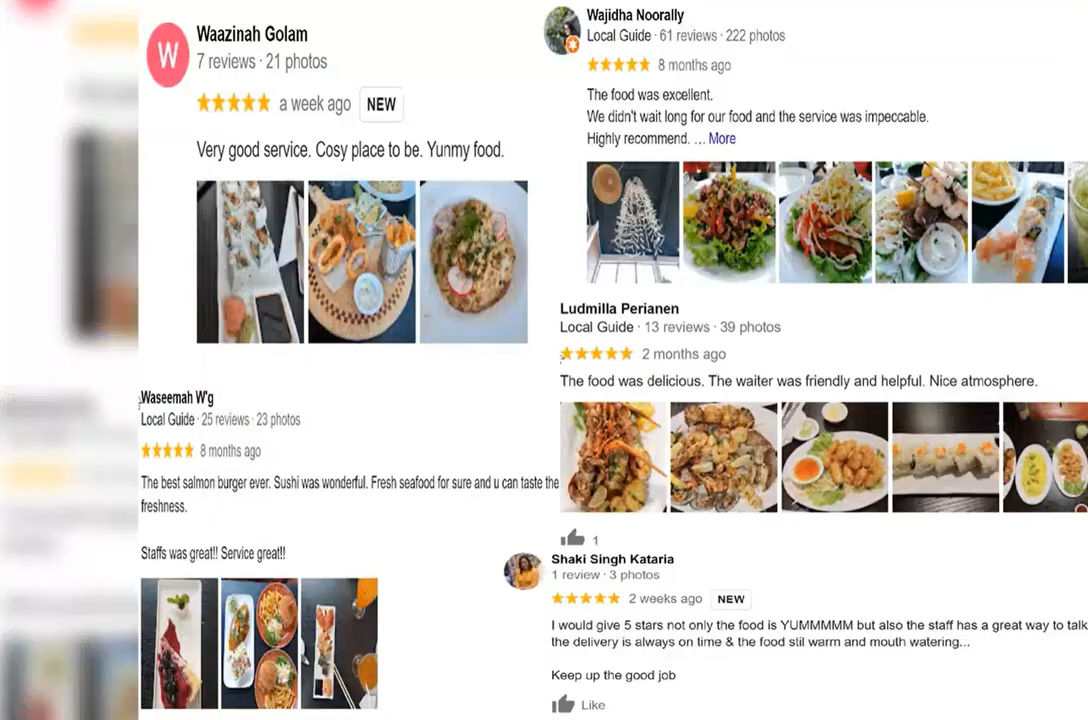 Waazinah Golam
7 reviews · 21 photos
a week ago NEW
Very good service. Cosy place to be. Yunmy food.
Waseemah W'g
Local Guide · 25 reviews · 23 photos
8 months ago
The best salmon burger ever. Sushi was wonderful. Fresh seafood for sure and u can taste the
freshness.
Staffs was great!! Service great!!
Wajidha Noorally
Local Guide · 61 reviews · 222 photos
8 months ago
The food was excellent.
We didn't wait long for our food and the service was impeccable.
Highly recommend. ... More
Ludmilla Perianen
Local Guide · 13 reviews · 39 photos
2 months ago
The food was delicious. The waiter was friendly and helpful. Nice atmosphere.
1
Shaki Singh Kataria
1 review · 3 photos
2 weeks ago NEW
I would give 5 stars not only the food is YUMMMMM but also the staff has a great way to talk
the delivery is always on time & the food stil warm and mouth watering...
Keep up the good job
Like